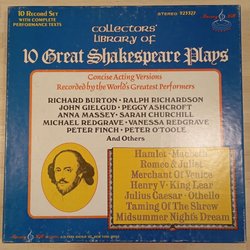 10 RECORD SET
WITH COMPLETE
PERFORMANCE TEXTS
STEREO
collectors'
library of
10 Great Shakespeare Plays
Concise Acting Versions
Recorded by the World's Greatest Performers
RICHARD BURTON • RALPH RICHARDSON
JOHN GIELGUD • PEGGY ASHCROFT
ANNA MASSEY • SARAH CHURCHILL
MICHAEL REDGRAVE • VANESSA REDGRAVE
PETER FINCH • PETER O'TOOLE
And Others
Hamlet • Macbeth
Romeo & Juliet
Merchant Of Venice
Henry V • King Lear
Julius Caesar • Othello
Taming Of The Shrew
Midsummer Night's Dream